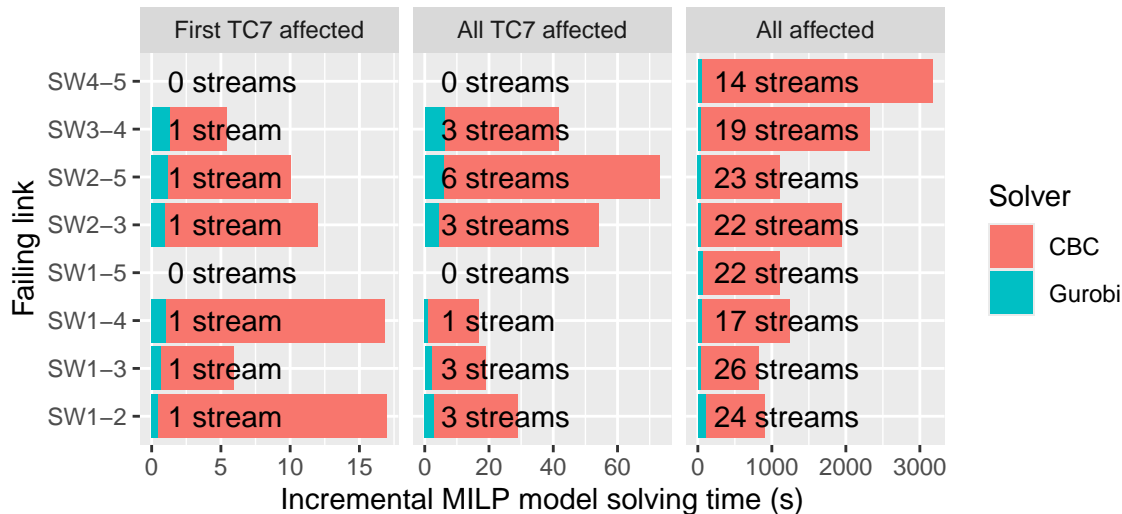 First TC7 affected All TC7 affected All affected
SW4-5 0 streams 0 streams 14 streams
SW3-4 1 stream 3 streams 19 streams
SW2-5 1 stream 6 streams 23 streams
SW2-3 1 stream 3 streams 22 streams
SW1-5 0 streams 0 streams 22 streams
SW1-4 1 stream 1 stream 17 streams
SW1-3 1 stream 3 streams 26 streams
SW1-2 1 stream 3 streams 24 streams
0 5 10 15 0 20 40 60 0 1000 2000 3000
Incremental MILP model solving time (s)
Failing link
Solver
CBC
Gurobi